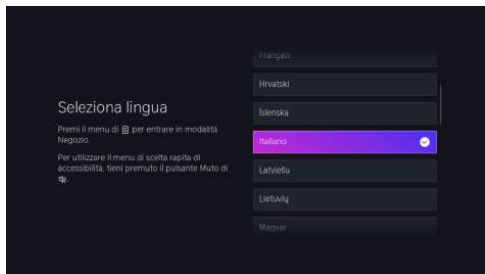 Seleziona lingua
Premi il menu di per entrare in modalità
Negozio.
Per utilizzare il menu di scelta rapida di
accessibilità, tieni premuto il pulsante Muto di
.
Français
Hrvatski
Íslenska
Italiano
Latviešu
Lietuvių
Magyar